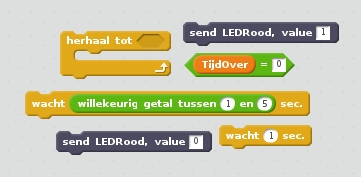 send LEDRood, value 1
herhaal tot
TijdOver = 0
wacht willekeurig getal tussen 1 en 5 sec.
wacht 1 sec.
send LEDRood, value 0